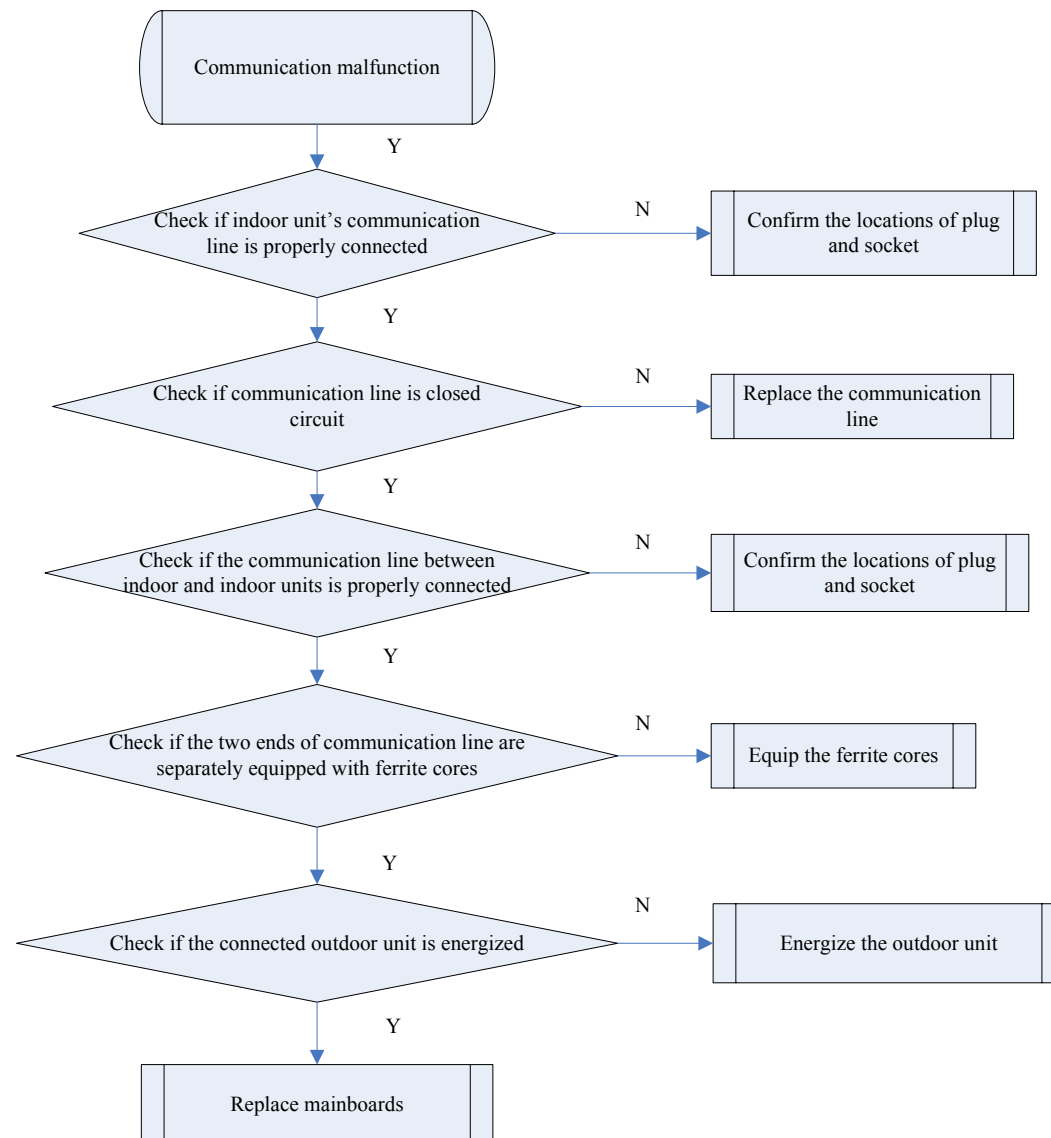 Communication malfunction
Y
Check if indoor unit’s communication
line is properly connected
N
Confirm the locations of plug
and socket
Y
Check if communication line is closed
circuit
N
Replace the communication
line
Y
Check if the communication line between
indoor and indoor units is properly connected
N
Confirm the locations of plug
and socket
Y
Check if the two ends of communication line are
separately equipped with ferrite cores
N
Equip the ferrite cores
Y
Check if the connected outdoor unit is energized
N
Energize the outdoor unit
Y
Replace mainboards